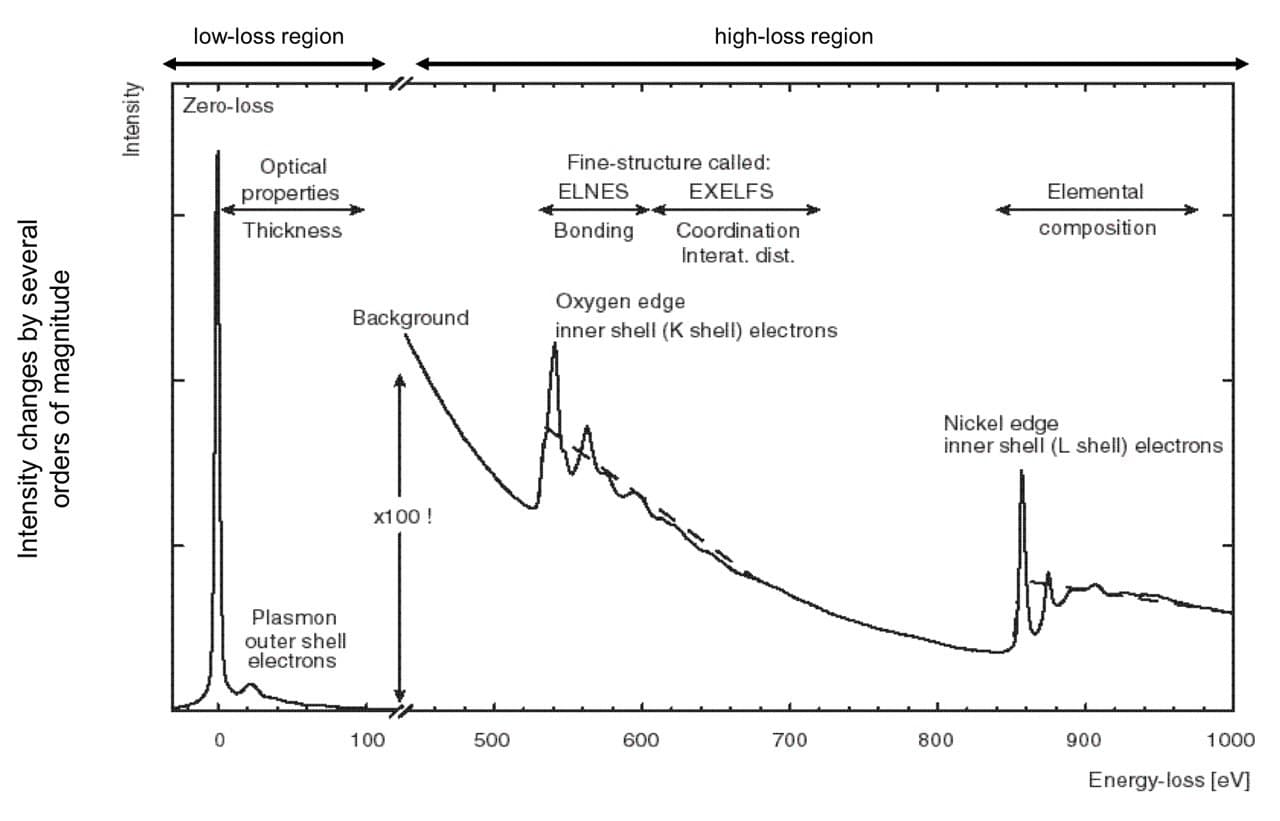 low-loss region
high-loss region
Intensity
Zero-loss
Optical
properties
Thickness
Fine-structure called:
ELNES
EXELFS
Bonding
Coordination
Interat. dist.
Elemental
composition
Background
Oxygen edge
inner shell (K shell) electrons
Nickel edge
inner shell (L shell) electrons
x100 !
Plasmon
outer shell
electrons
Intensity changes by several
orders of magnitude
0 100 500 600 700 800 900 1000
Energy-loss [eV]